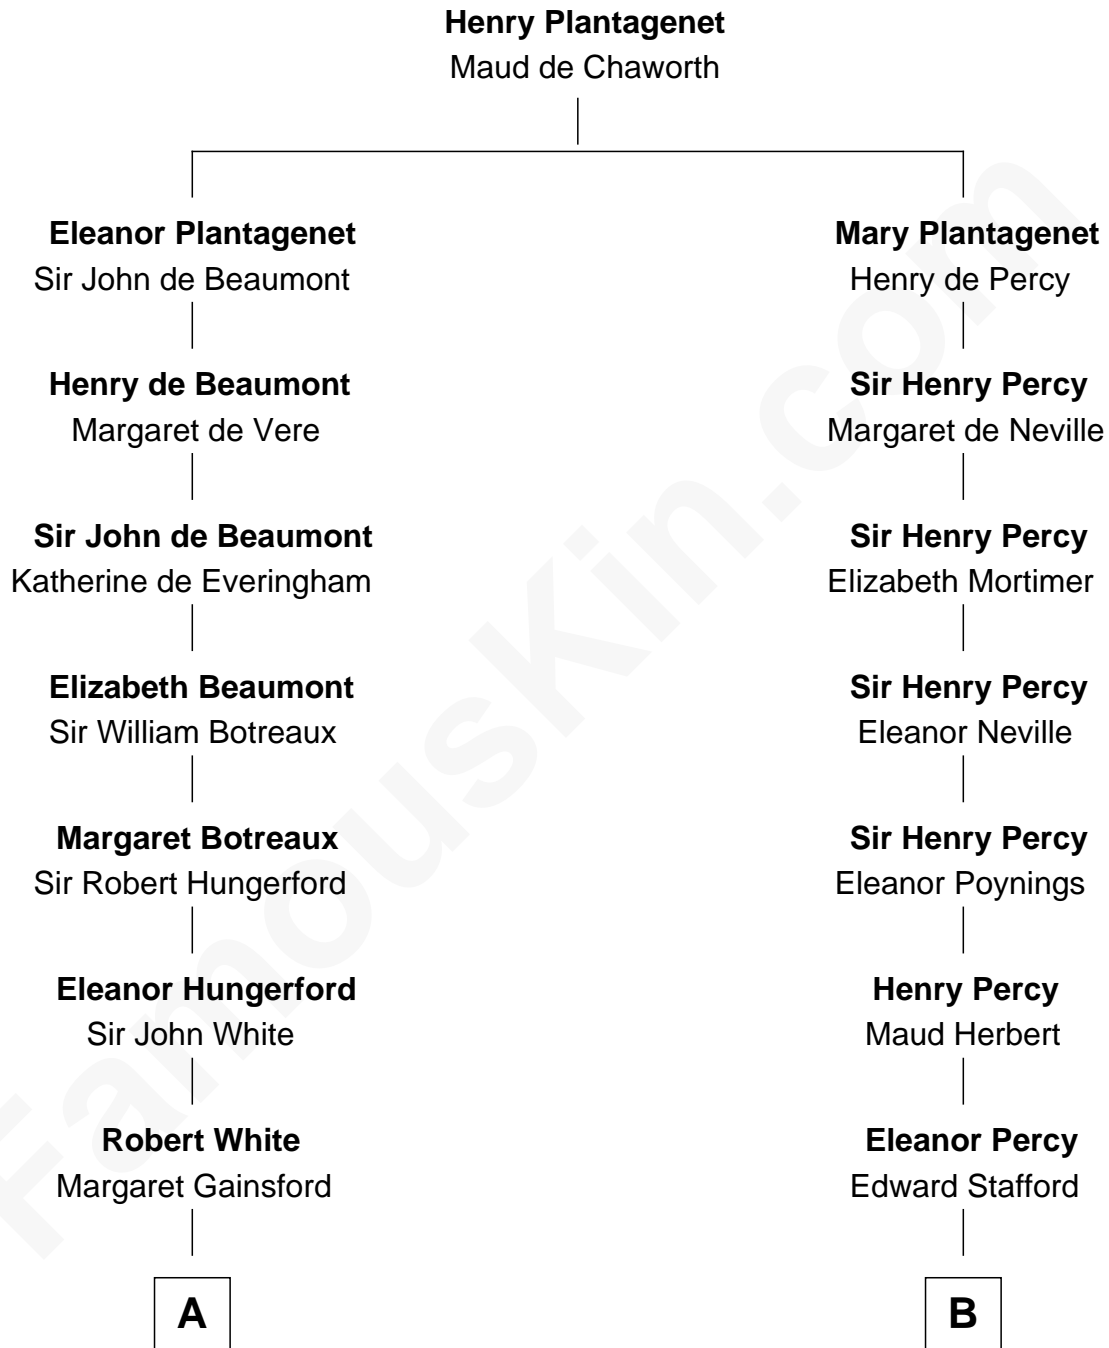 Henry Plantagenet
Maud de Chaworth
Eleanor Plantagenet
Sir John de Beaumont
Mary Plantagenet
Henry de Percy
Henry de Beaumont
Margaret de Vere
Sir Henry Percy
Margaret de Neville
Sir John de Beaumont
Katherine de Everingham
Sir Henry Percy
Elizabeth Mortimer
Elizabeth Beaumont
Sir William Botreaux
Sir Henry Percy
Eleanor Neville
Margaret Botreaux
Sir Robert Hungerford
Sir Henry Percy
Eleanor Poynings
Eleanor Hungerford
Sir John White
Henry Percy
Maud Herbert
Robert White
Margaret Gainsford
Eleanor Percy
Edward Stafford
A
B
FamousKin.com